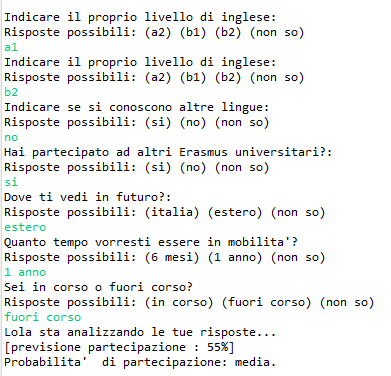 Indicare il proprio livello di inglese:
Risposte possibili: (a2) (b1) (b2) (non so)
a1
Indicare il proprio livello di inglese:
Risposte possibili: (a2) (b1) (b2) (non so)
b2
Indicare se si conoscono altre lingue:
Risposte possibili: (si) (no) (non so)
no
Hai partecipato ad altri Erasmus universitari?:
Risposte possibili: (si) (no) (non so)
si
Dove ti vedi in futuro?:
Risposte possibili: (italia) (estero) (non so)
estero
Quanto tempo vorresti essere in mobilita'?
Risposte possibili: (6 mesi) (1 anno) (non so)
1 anno
Sei in corso o fuori corso?
Risposte possibili: (in corso) (fuori corso) (non so)
fuori corso
Lola sta analizzando le tue risposte...
[previsione partecipazione : 55%]
Probabilita'  di partecipazione: media.